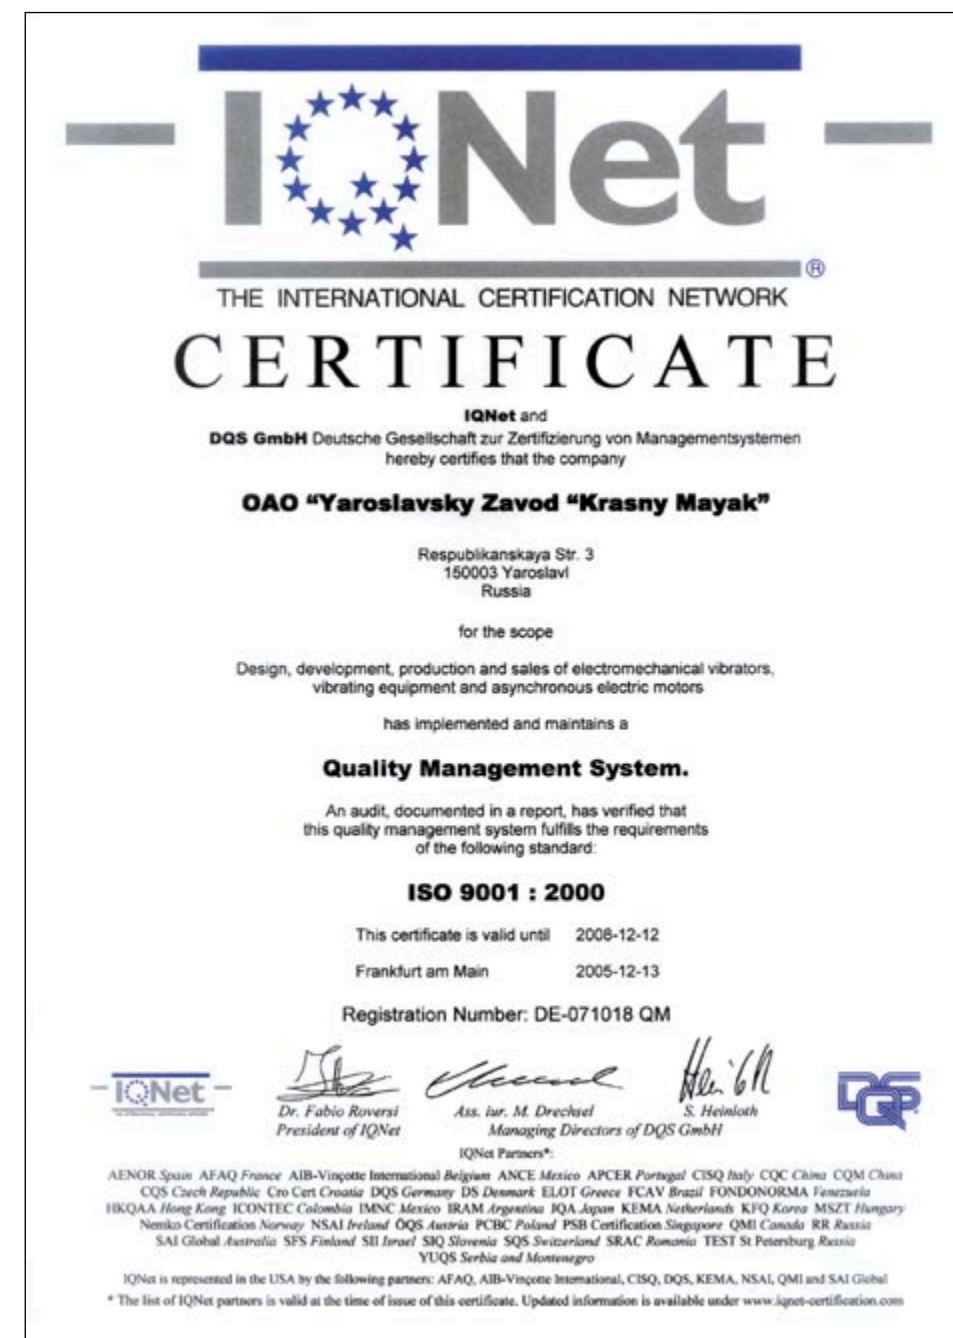 IQNet ®
THE INTERNATIONAL CERTIFICATION NETWORK
CERTIFICATE
IQNet and
DQS GmbH Deutsche Gesellschaft zur Zertifizierung von Managementsystemen
hereby certifies that the company
OAO “Yaroslavsky Zavod “Krasny Mayak”
Respublikanskaya Str. 3
150003 Yaroslavl
Russia
for the scope
Design, development, production and sales of electromechanical vibrators,
vibrating equipment and asynchronous electric motors
has implemented and maintains a
Quality Management System.
An audit, documented in a report, has verified that
this quality management system fulfills the requirements
of the following standard:
ISO 9001 : 2000
This certificate is valid until 2008-12-12
Frankfurt am Main 2005-12-13
Registration Number: DE-071018 QM
IQNet
Dr. Fabio Roversi Ass. iur. M. Drechsel S. Heinloth
President of IQNet Managing Directors of DQS GmbH
DQS
IQNet Partners*:
AENOR Spain AFAQ France AIB-Vinçotte International Belgium ANCE Mexico APCER Portugal CISQ Italy CQC China CQM China
CQS Czech Republic Cro Cert Croatia DQS Germany DS Denmark ELOT Greece FCAV Brazil FONDONORMA Venezuela
HKQAA Hong Kong ICONTEC Colombia IMNC Mexico IRAM Argentina JQA Japan KEMA Netherlands KFQ Korea MSZT Hungary
Nemko Certification Norway NSAI Ireland ÖQS Austria PCBC Poland PSB Certification Singapore QMI Canada RR Russia
SAI Global Australia SFS Finland SII Israel SIQ Slovenia SQS Switzerland SRAC Romania TEST St Petersburg Russia
YUQS Serbia and Montenegro
IQNet is represented in the USA by the following partners: AFAQ, AIB-Vinçotte International, CISQ, DQS, KEMA, NSAI, QMI and SAI Global
* The list of IQNet partners is valid at the time of issue of this certificate. Updated information is available under www.iqnet-certification.com